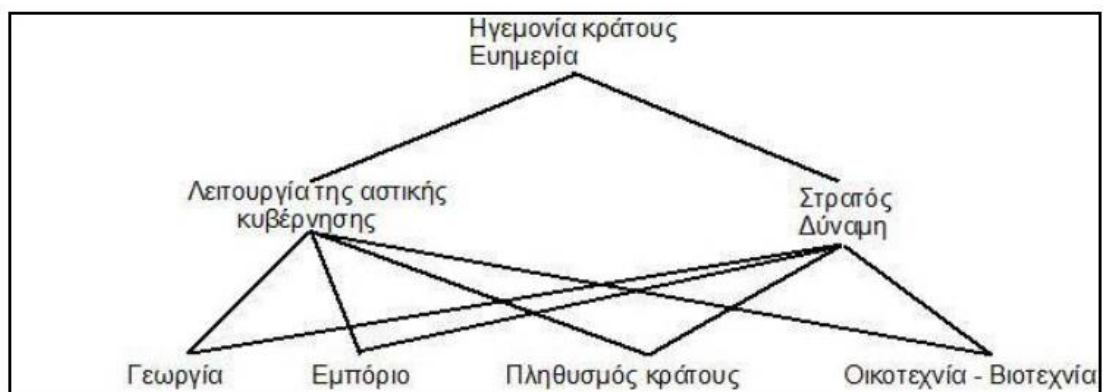 Ηγεμονία κράτους
Ευημερία
Λειτουργία της αστικής
κυβέρνησης
Στρατός
Δύναμη
Γεωργία
Εμπόριο
Πληθυσμός κράτους
Οικοτεχνία - Βιοτεχνία